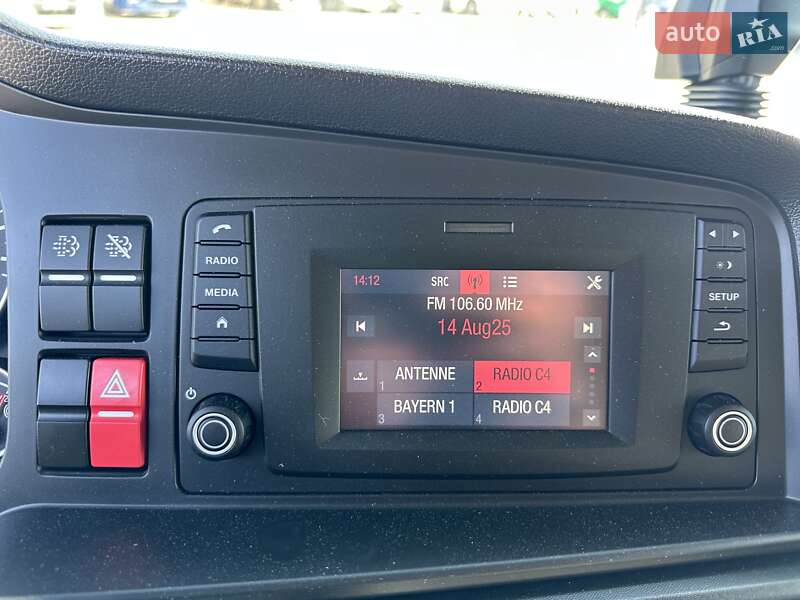 auto RIA .com
RADIO
MEDIA
SETUP
14:12 SRC
FM 106.60 MHz
14 Aug25
1 ANTENNE
2 RADIO C4
3 BAYERN 1
4 RADIO C4